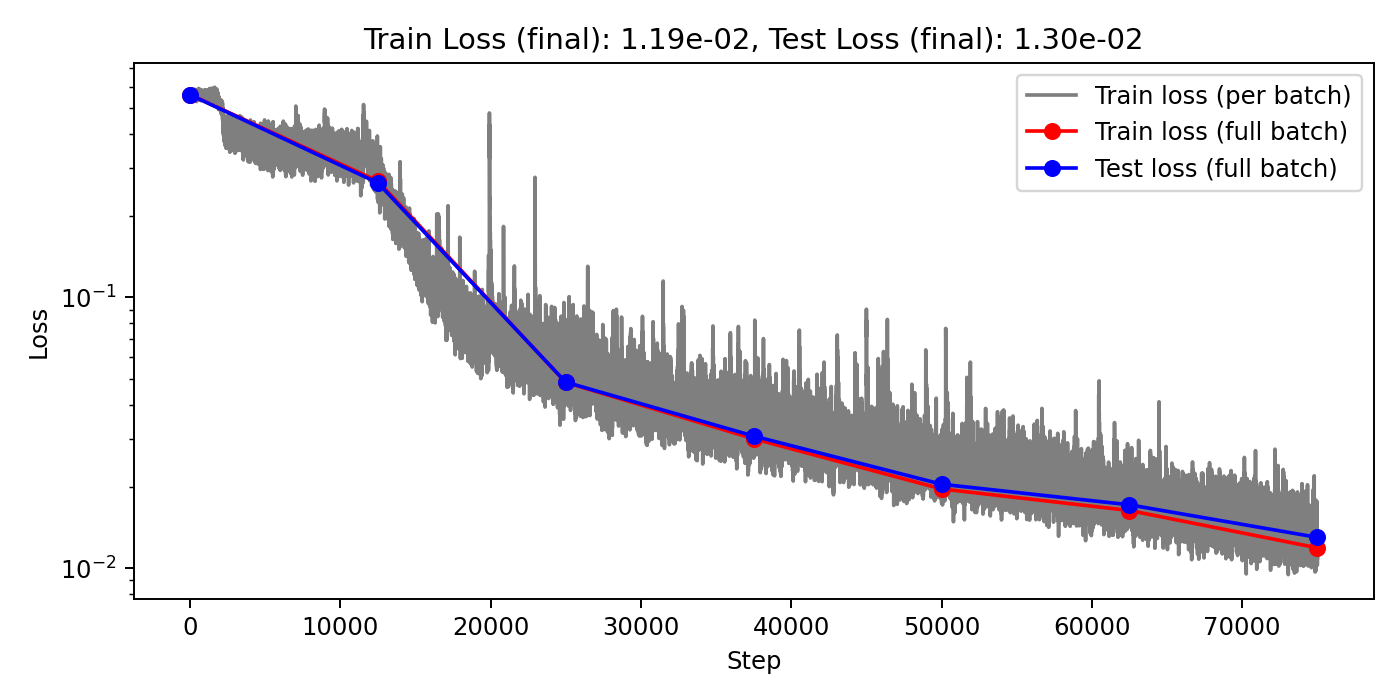 Train Loss (final): 1.19e-02, Test Loss (final): 1.30e-02
Train loss (per batch)
Train loss (full batch)
Test loss (full batch)
Loss
10⁻¹
10⁻²
0 10000 20000 30000 40000 50000 60000 70000
Step